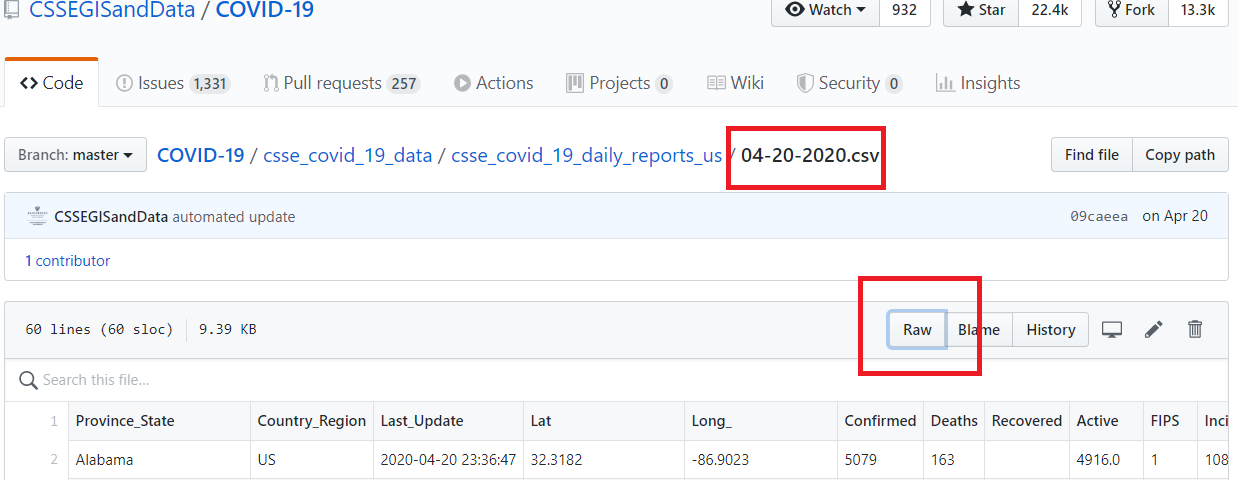 CSSEGISandData / COVID-19 Watch 932 Star 22.4k Fork 13.3k
Code Issues 1,331 Pull requests 257 Actions Projects 0 Wiki Security 0 Insights
Branch: master COVID-19 / csse_covid_19_data / csse_covid_19_daily_reports_us / 04-20-2020.csv Find file Copy path
CSSEGISandData automated update 09caeea on Apr 20
1 contributor
60 lines (60 sloc) 9.39 KB Raw Blame History
Search this file...
1 Province_State Country_Region Last_Update Lat Long_ Confirmed Deaths Recovered Active FIPS Inci
2 Alabama US 2020-04-20 23:36:47 32.3182 -86.9023 5079 163 4916.0 1 108